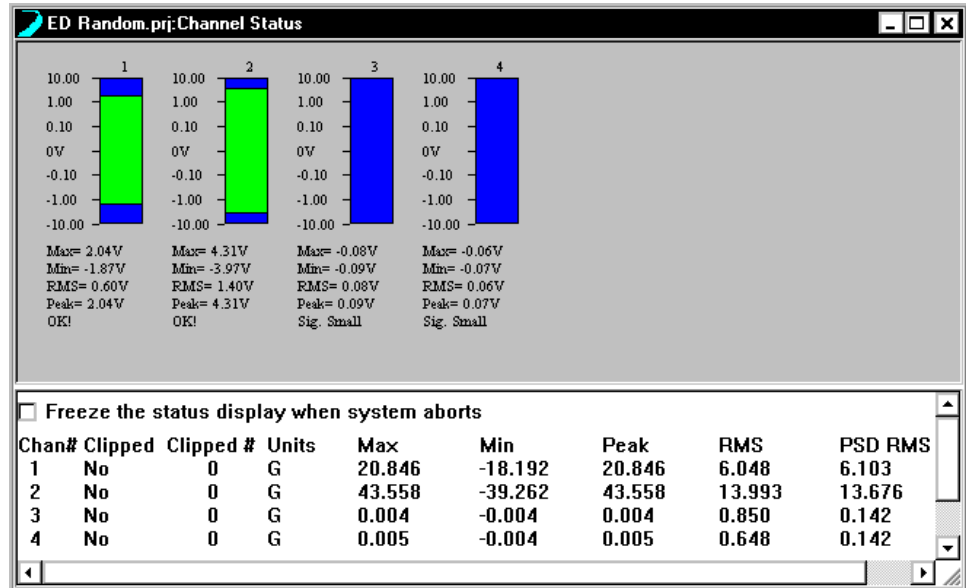 ED Random.prj:Channel Status
1 2 3 4
10.00 10.00 10.00 10.00
1.00 1.00 1.00 1.00
0.10 0.10 0.10 0.10
0V 0V 0V 0V
-0.10 -0.10 -0.10 -0.10
-1.00 -1.00 -1.00 -1.00
-10.00 -10.00 -10.00 -10.00
Max= 2.04V Max= 4.31V Max= -0.08V Max= -0.06V
Min= -1.87V Min= -3.97V Min= -0.09V Min= -0.07V
RMS= 0.60V RMS= 1.40V RMS= 0.08V RMS= 0.06V
Peak= 2.04V Peak= 4.31V Peak= 0.09V Peak= 0.07V
OK! OK! Sig. Small Sig. Small
Freeze the status display when system aborts
Chan# Clipped Clipped # Units Max Min Peak RMS PSD RMS
1 No 0 G 20.846 -18.192 20.846 6.048 6.103
2 No 0 G 43.558 -39.262 43.558 13.993 13.676
3 No 0 G 0.004 -0.004 0.004 0.850 0.142
4 No 0 G 0.005 -0.004 0.005 0.648 0.142